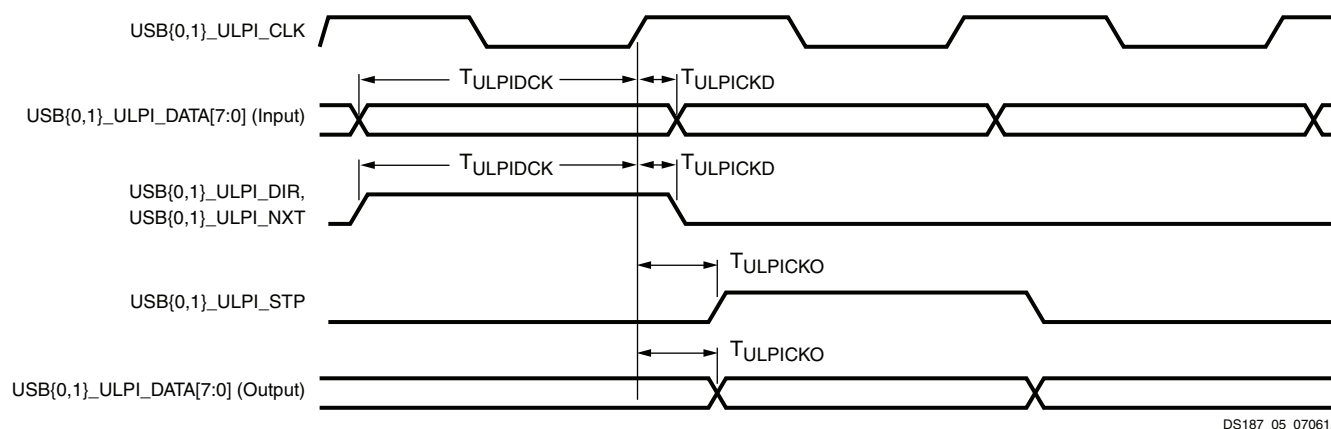 USB{0,1}_ULPI_CLK
TULPIDCK TULPICKD
USB{0,1}_ULPI_DATA[7:0] (Input)
TULPIDCK TULPICKD
USB{0,1}_ULPI_DIR,
USB{0,1}_ULPI_NXT
TULPICKO
USB{0,1}_ULPI_STP
TULPICKO
USB{0,1}_ULPI_DATA[7:0] (Output)
DS187_05_07061